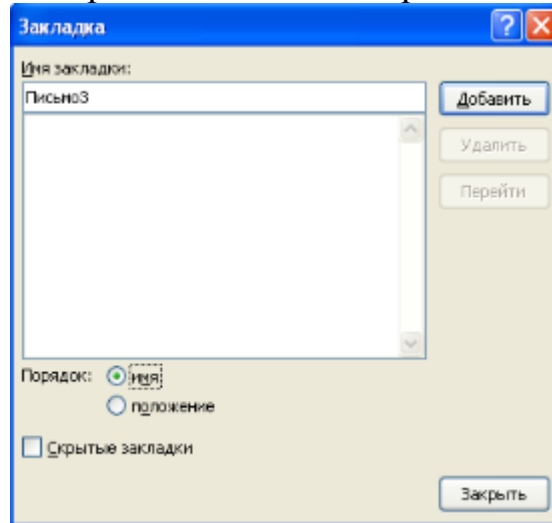 Закладка
Имя закладки:
Письмо3
Добавить
Удалить
Перейти
Порядок: имя
положение
Скрытые закладки
Закрыть